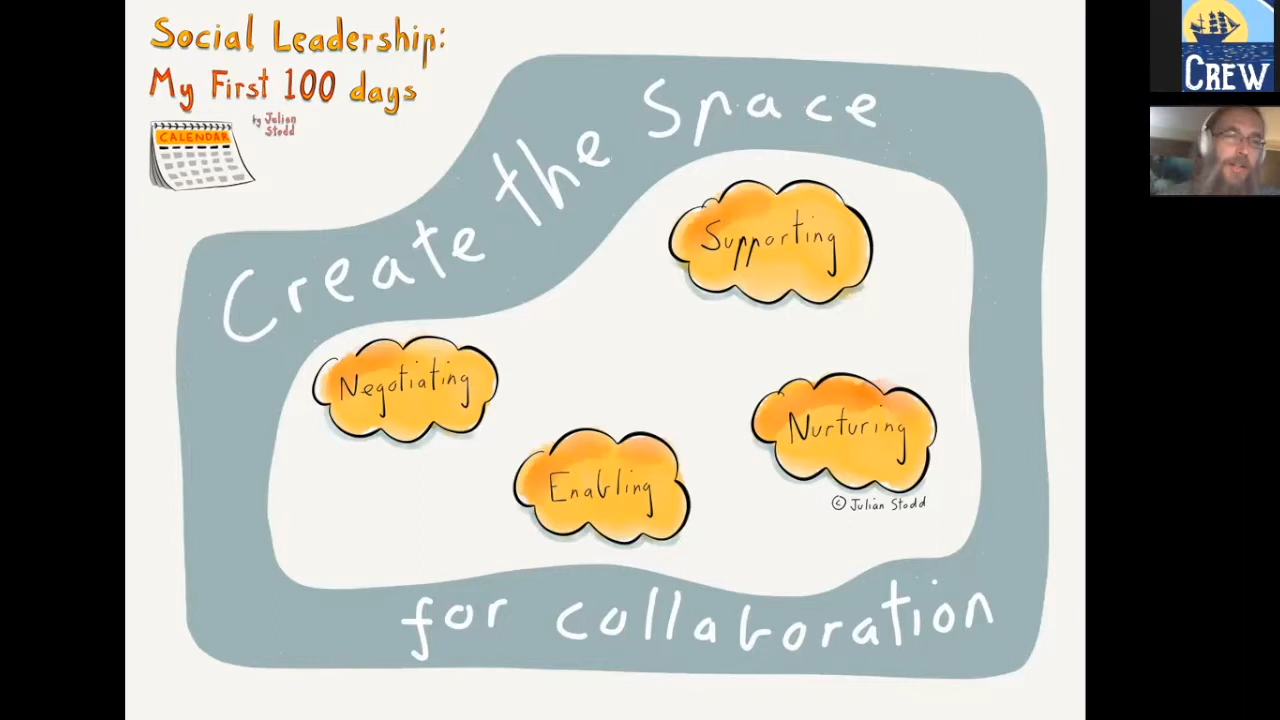 Social Leadership:
My First 100 days
by Julian
Stodd
CALENDAR
Create the Space
Supporting
Negotiating
Nurturing
Enabling
© Julian Stodd
for collaboration
CREW